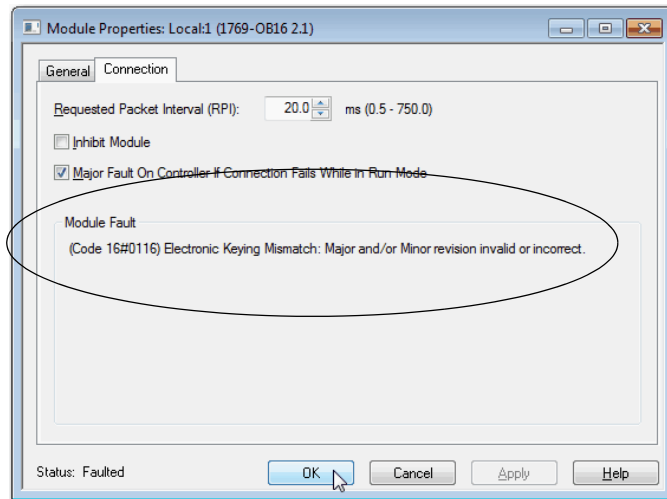 Module Properties: Local:1 (1769-OB16 2.1)
General Connection
Requested Packet Interval (RPI): 20.0 ms (0.5 - 750.0)
Inhibit Module
Major Fault On Controller If Connection Fails While in Run Mode
Module Fault
(Code 16#0116) Electronic Keying Mismatch: Major and/or Minor revision invalid or incorrect.
Status: Faulted OK Cancel Apply Help